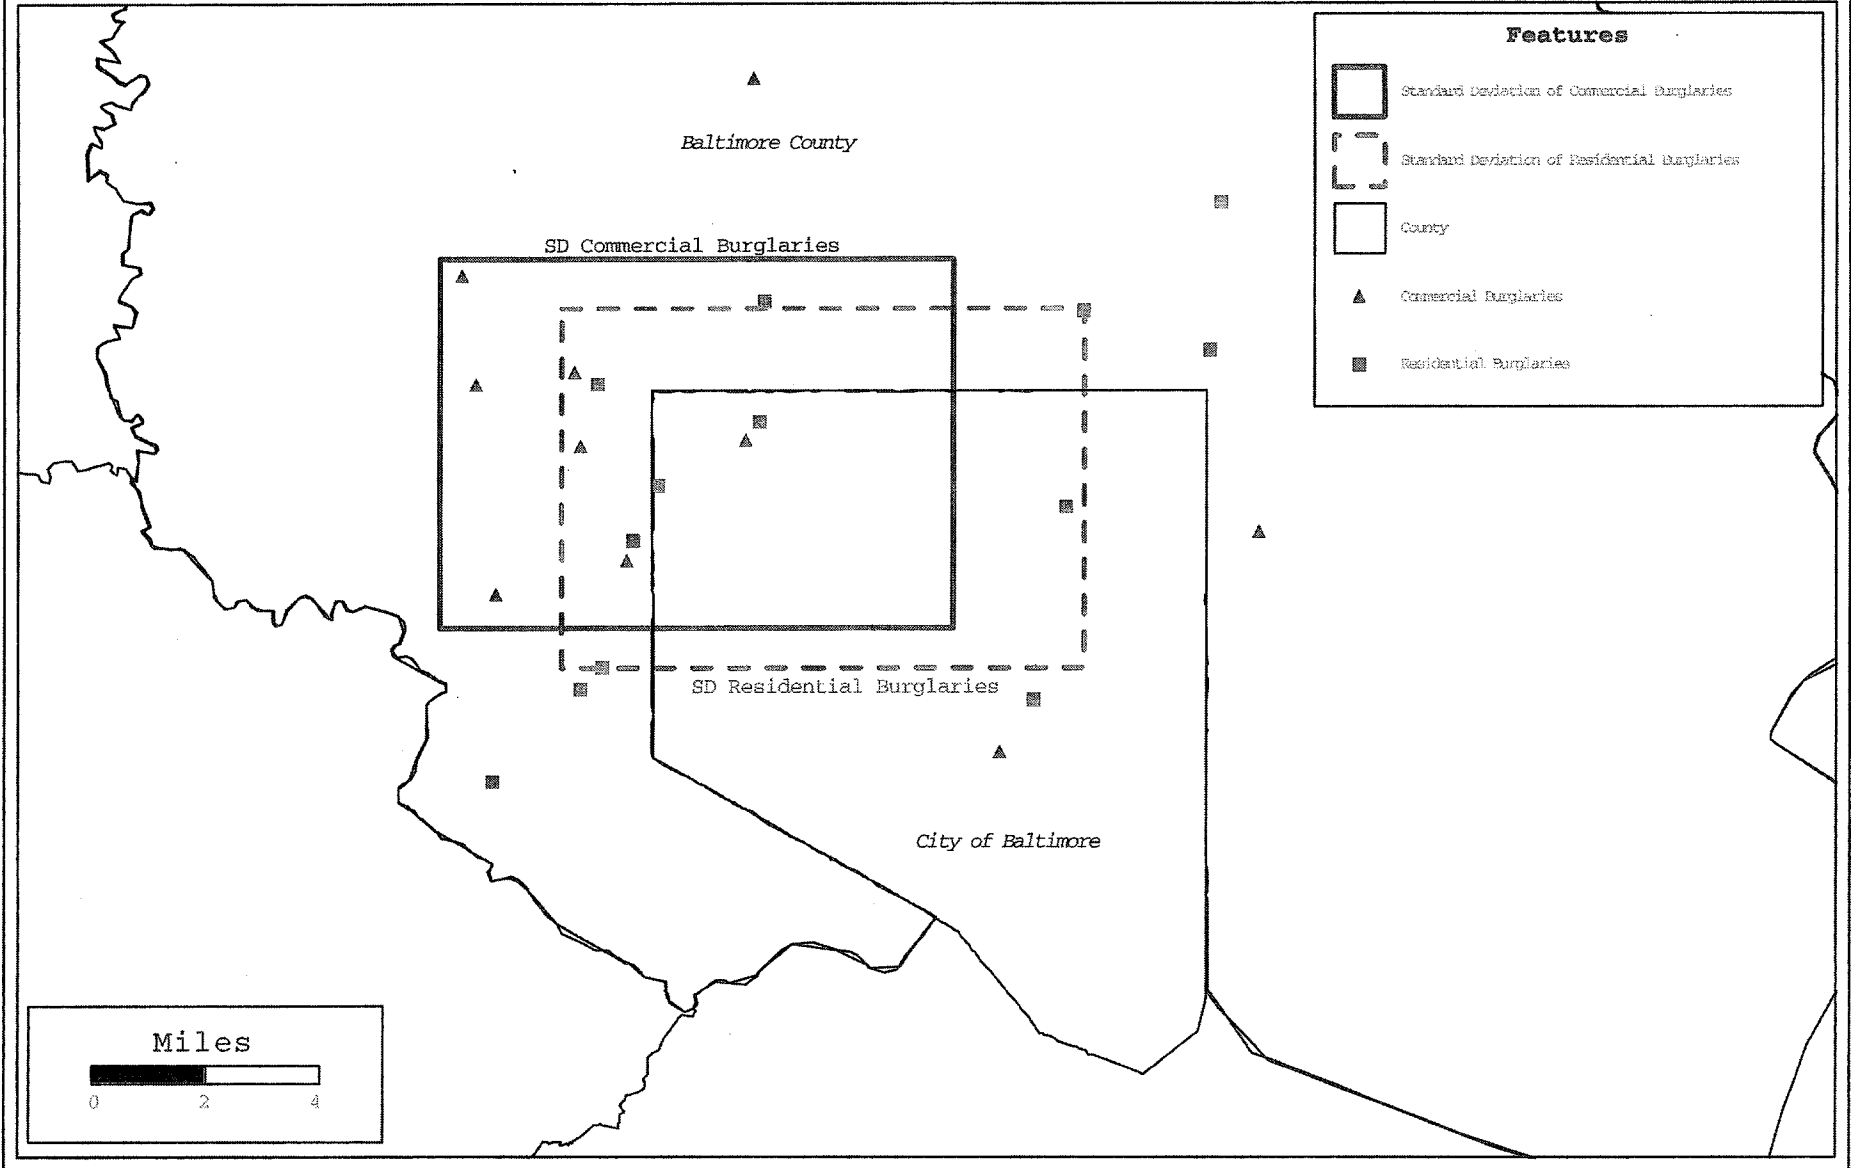 Features
Standard Deviation of Commercial Burglaries
Standard Deviation of Residential Burglaries
County
Commercial Burglaries
Residential Burglaries
Baltimore County
SD Commercial Burglaries
SD Residential Burglaries
City of Baltimore
Miles
0 2 4